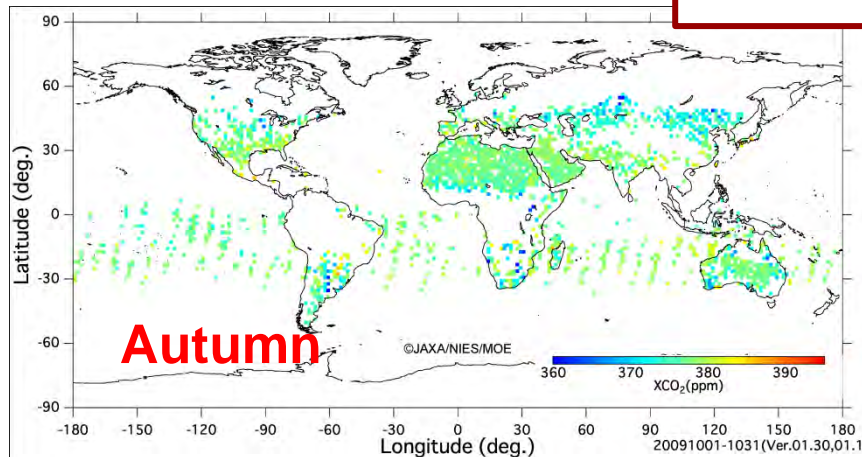 90
60
30
0
-30
-60
-90
Latitude (deg.)
Autumn
©JAXA/NIES/MOE
360 370 380 390
XCO₂(ppm)
-180 -150 -120 -90 -60 -30 0 30 60 90 120 150 180
Longitude (deg.)
20091001-1031(Ver.01.30,01.1